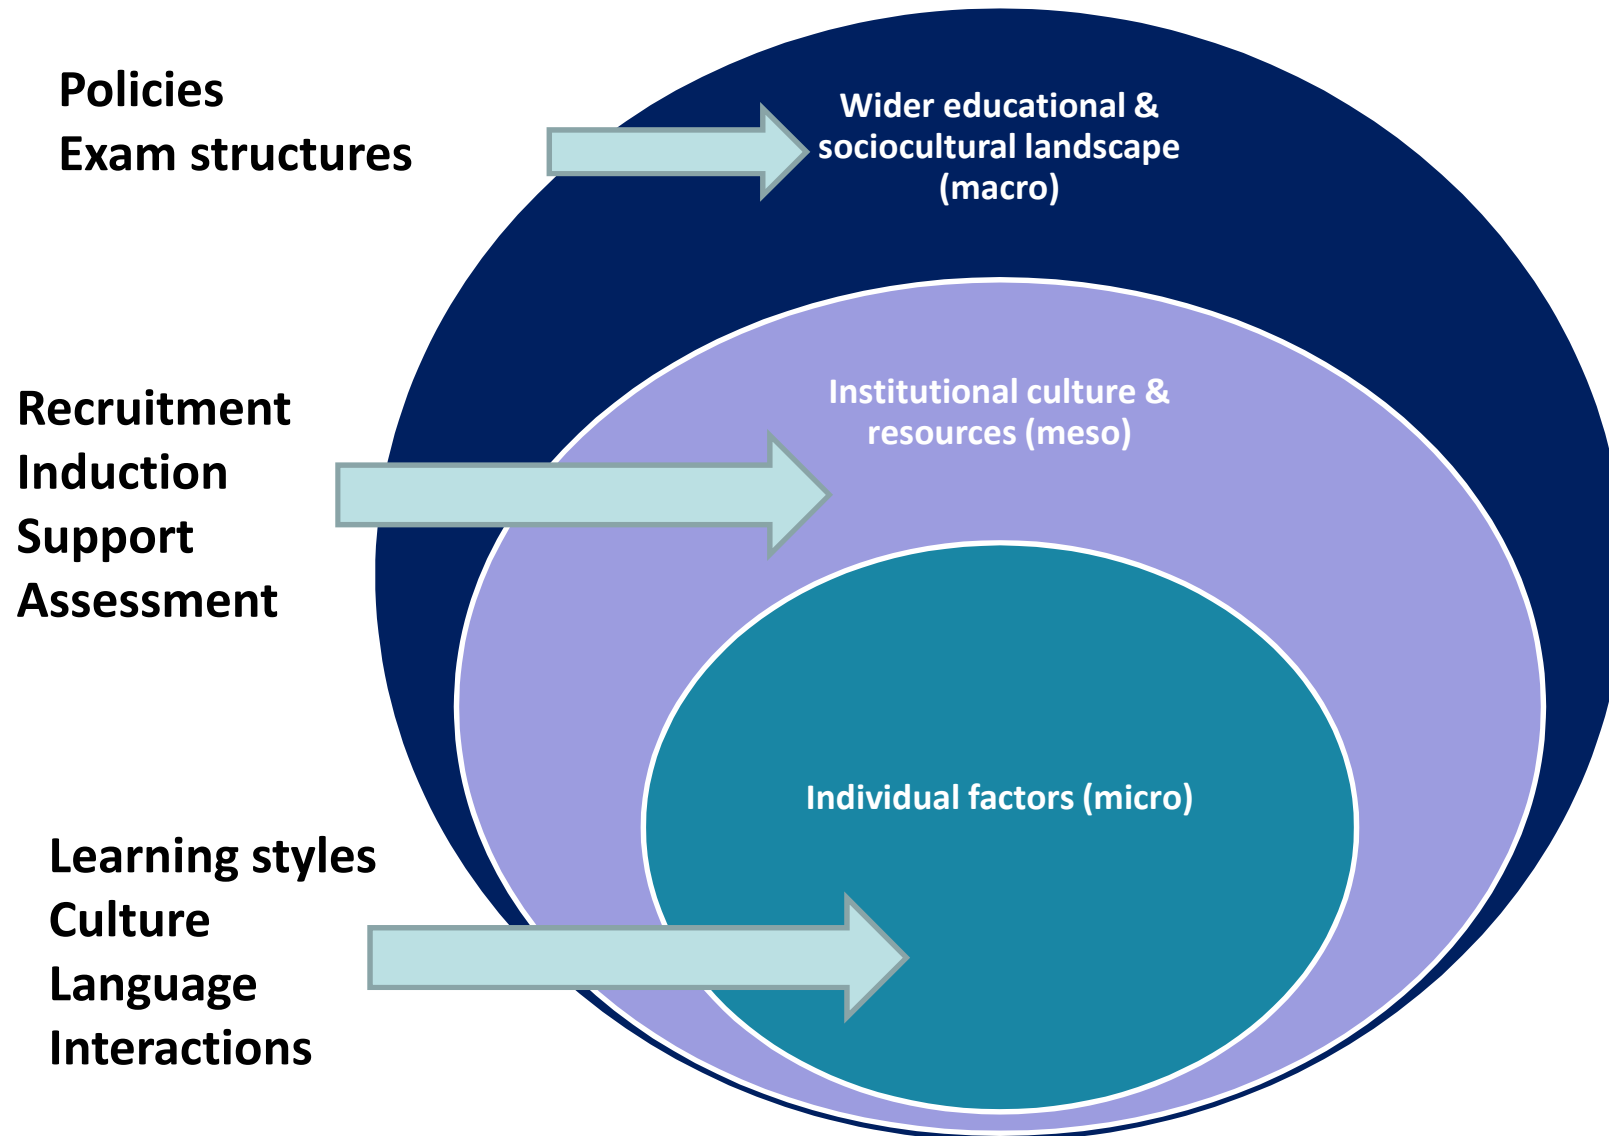 Policies
Exam structures
Wider educational &
sociocultural landscape
(macro)
Recruitment
Induction
Support
Assessment
Institutional culture &
resources (meso)
Learning styles
Culture
Language
Interactions
Individual factors (micro)